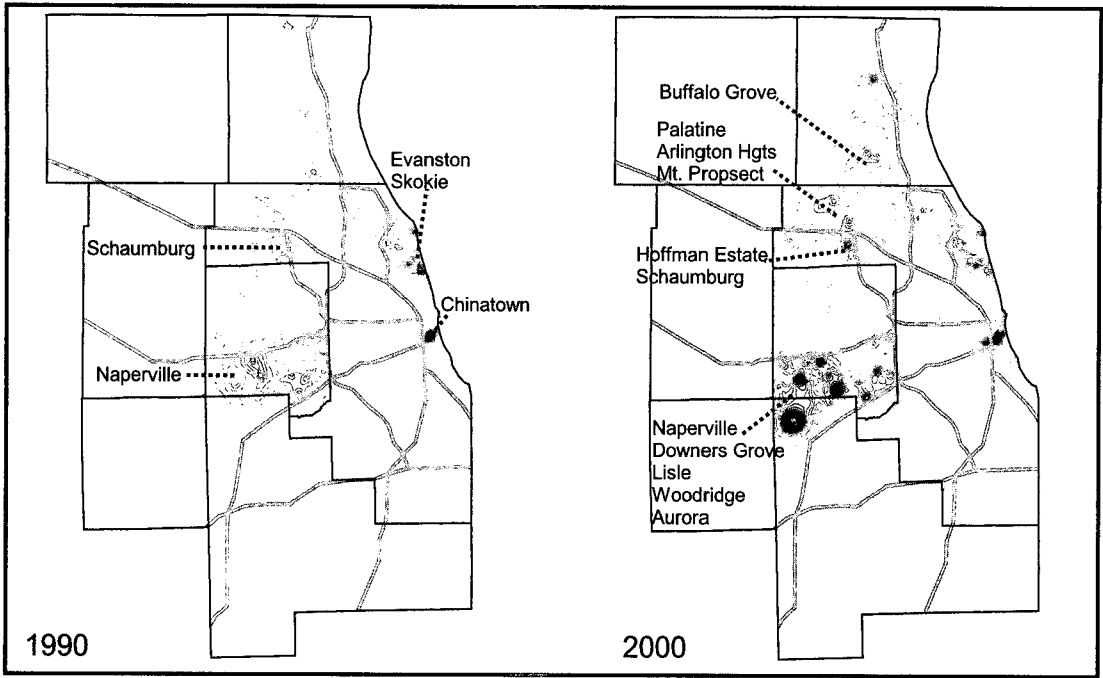 Evanston
Skokie
Schaumburg
Chinatown
Naperville
1990
Buffalo Grove
Palatine
Arlington Hgts
Mt. Propsect
Hoffman Estate
Schaumburg
Naperville
Downers Grove
Lisle
Woodridge
Aurora
2000